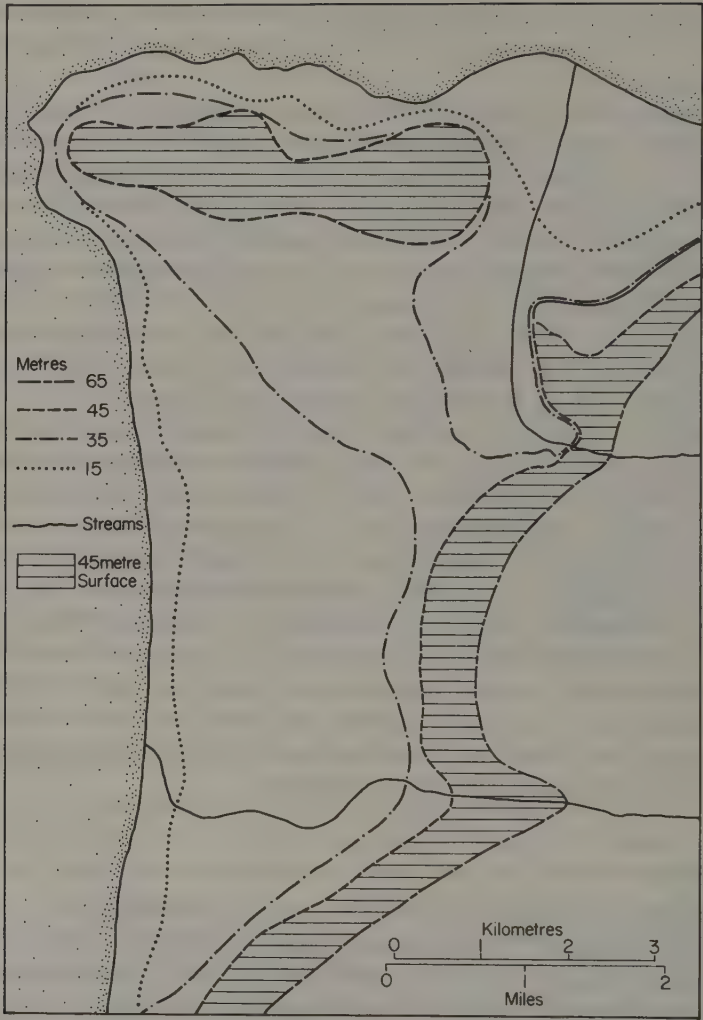 Metres
65
45
35
15
Streams
45metre
Surface
Kilometres
0 1 2 3
0 1 2
Miles